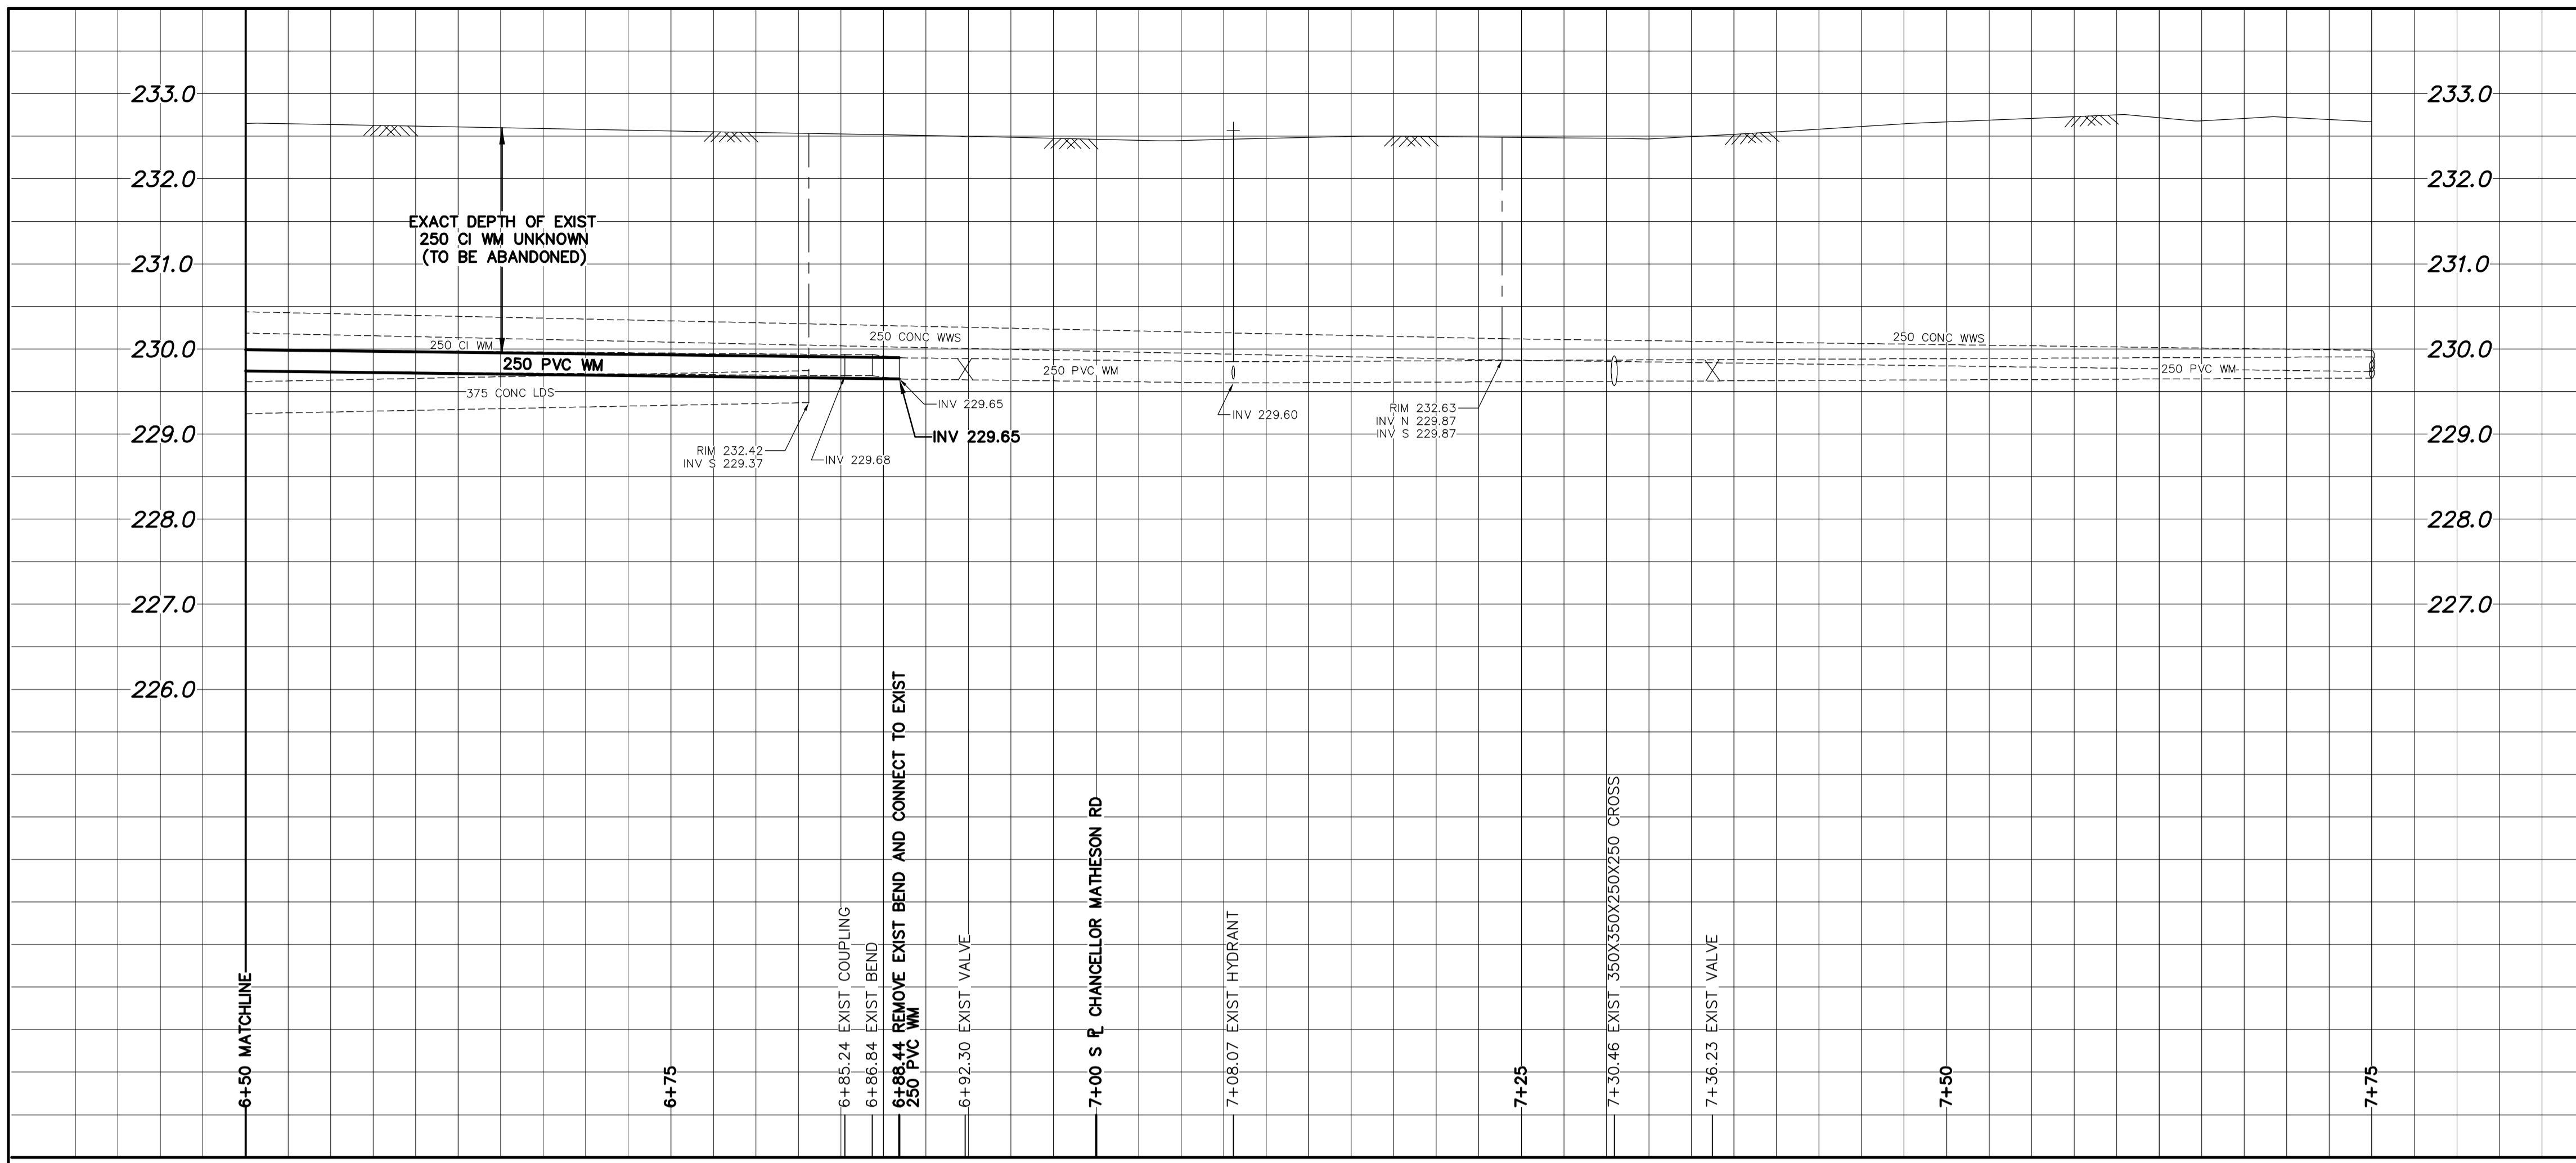 233.0
233.0
232.0
232.0
EXACT DEPTH OF EXIST
250 CI WM UNKNOWN
(TO BE ABANDONED)
231.0
231.0
250 CONC WWS
250 CONC WWS
230.0
250 CI WM
230.0
250 PVC WM
250 PVC WM
250 PVC WM
375 CONC LDS
INV 229.65
INV 229.60
RIM 232.63
INV N 229.87
INV S 229.87
229.0
INV 229.65
229.0
RIM 232.42
INV S 229.37
INV 229.68
228.0
228.0
227.0
227.0
226.0
6+50 MATCHLINE
6+75
6+85.24 EXIST COUPLING
6+86.84 EXIST BEND
6+88.44 REMOVE EXIST BEND AND CONNECT TO EXIST
250 PVC WM
6+92.30 EXIST VALVE
7+00 S PL CHANCELLOR MATHESON RD
7+08.07 EXIST HYDRANT
7+25
7+30.46 EXIST 350X350X250X250 CROSS
7+36.23 EXIST VALVE
7+50
7+75